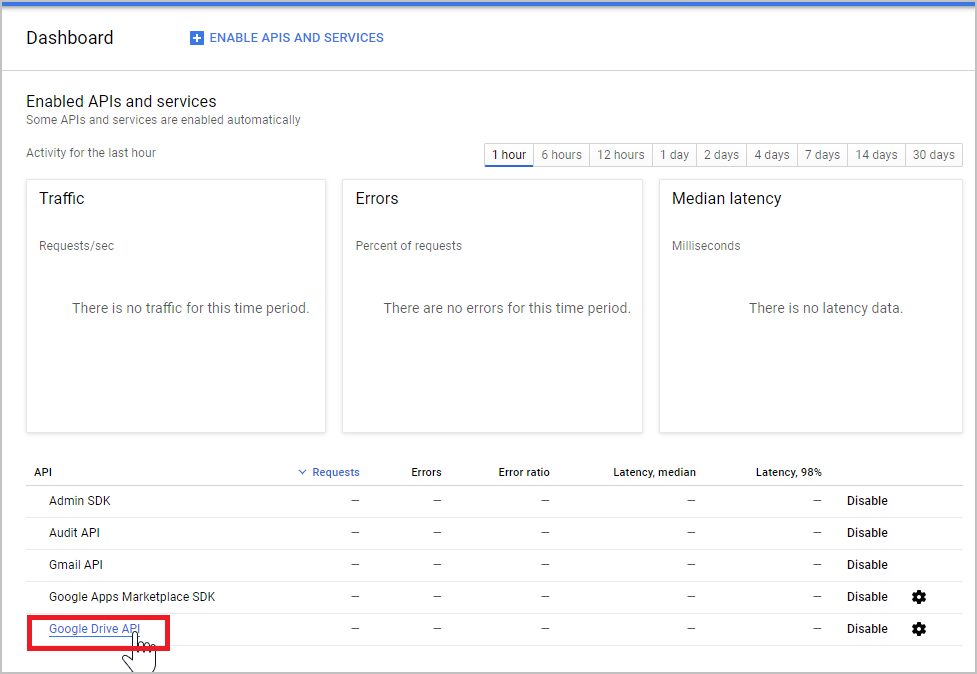 Dashboard ENABLE APIS AND SERVICES
Enabled APIs and services
Some APIs and services are enabled automatically
Activity for the last hour 1 hour 6 hours 12 hours 1 day 2 days 4 days 7 days 14 days 30 days
Traffic
Requests/sec
There is no traffic for this time period.
Errors
Percent of requests
There are no errors for this time period.
Median latency
Milliseconds
There is no latency data.
API Requests Errors Error ratio Latency, median Latency, 98%
Admin SDK — — — — — Disable
Audit API — — — — — Disable
Gmail API — — — — — Disable
Google Apps Marketplace SDK — — — — — Disable
Google Drive API — — — — — Disable